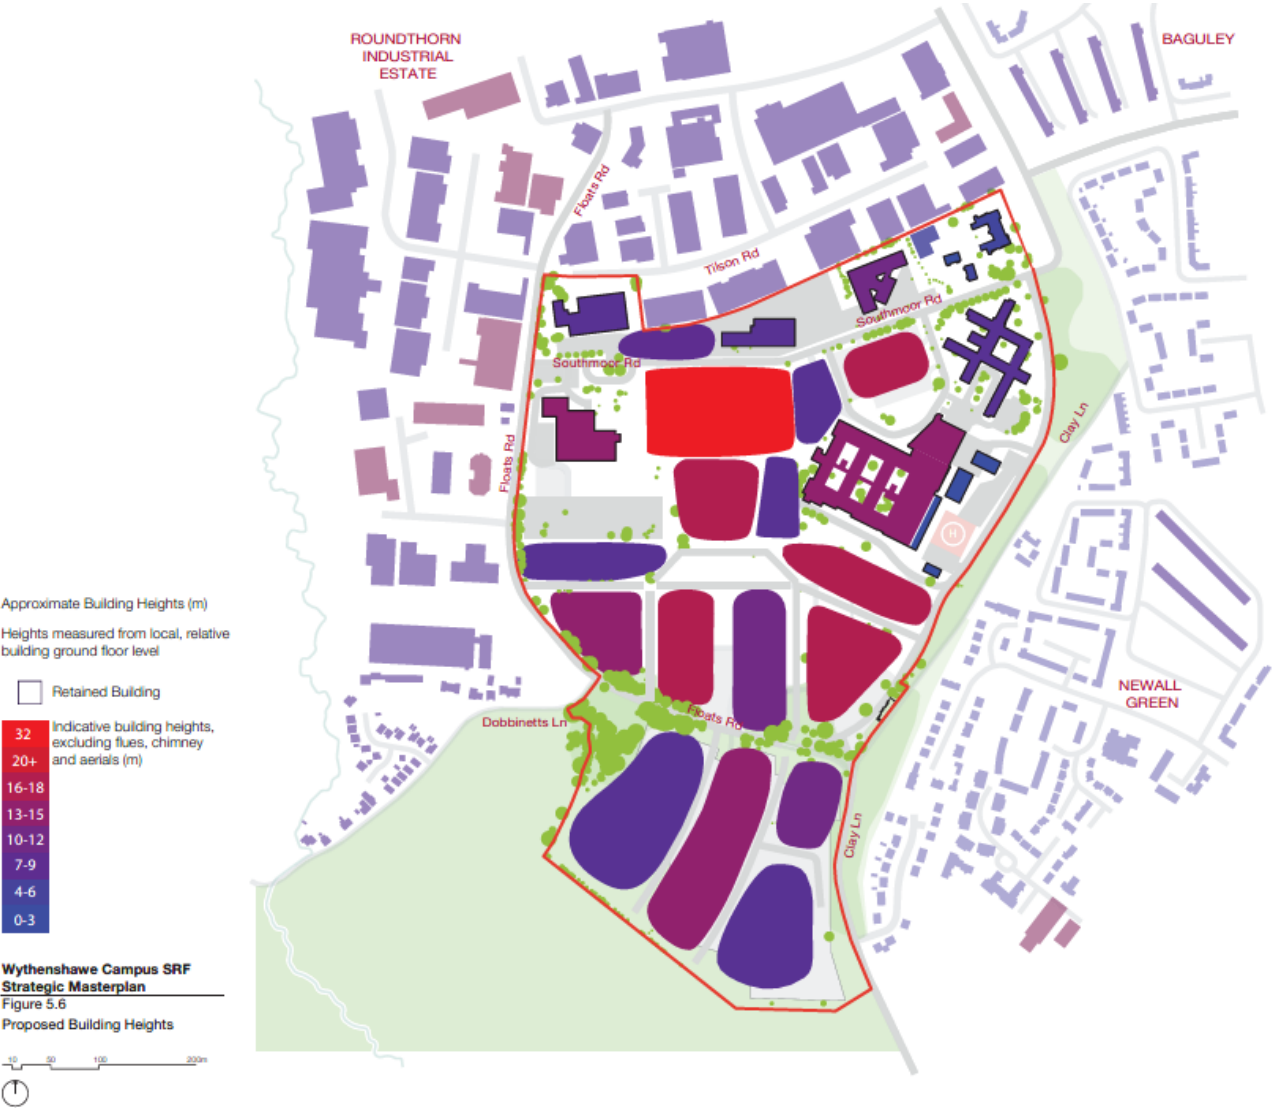 ROUNDTHORN
INDUSTRIAL
ESTATE
BAGULEY
Floats Rd
Tilson Rd
Southmoor Rd
Southmoor Rd
Floats Rd
Clay Ln
H
Approximate Building Heights (m)
Heights measured from local, relative
building ground floor level
Retained Building
32
20+
16-18
13-15
10-12
7-9
4-6
0-3
Indicative building heights,
excluding flues, chimney
and aerials (m)
NEWALL
GREEN
Dobbinetts Ln
Floats Rd
Clay Ln
Wythenshawe Campus SRF
Strategic Masterplan
Figure 5.6
Proposed Building Heights
10 50 100 200m